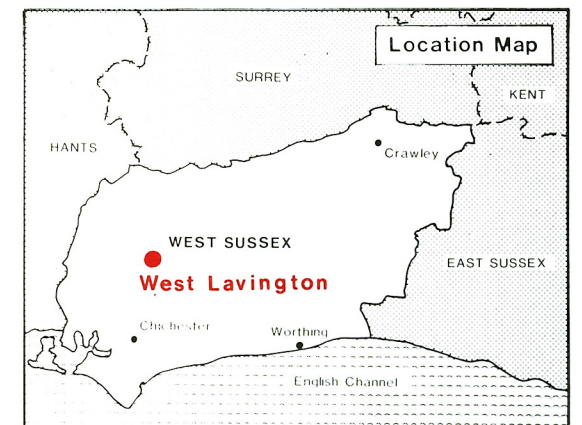 Location Map
SURREY
KENT
HANTS
Crawley
WEST SUSSEX
West Lavington
EAST SUSSEX
Chichester
Worthing
English Channel